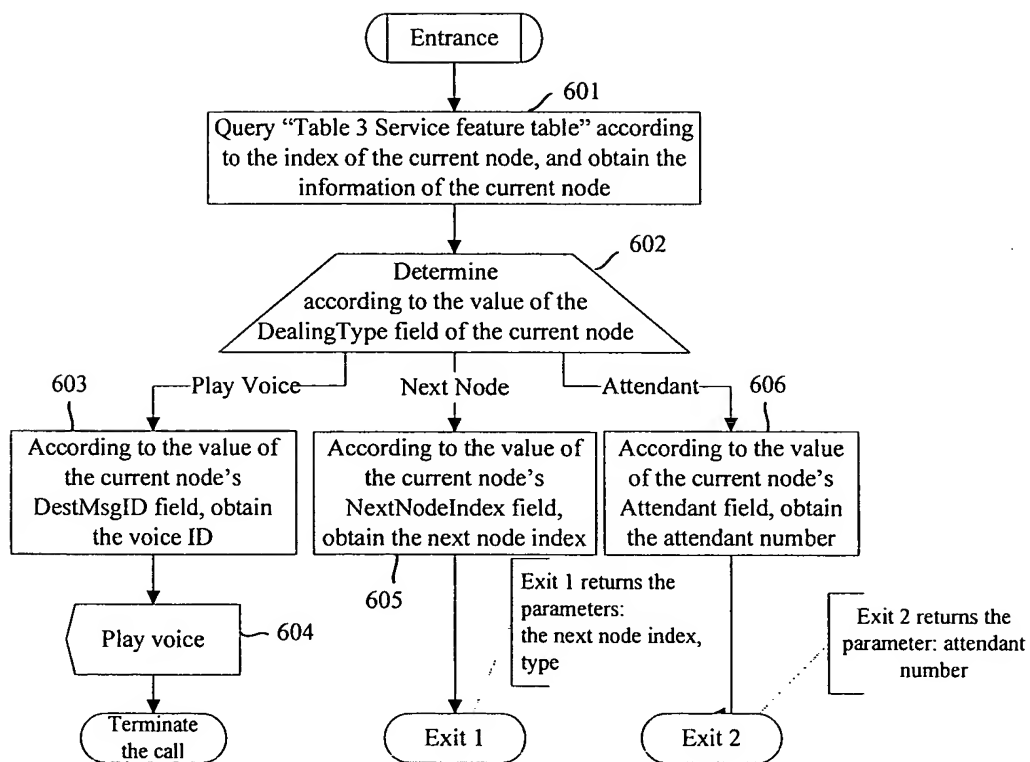 Entrance
601
Query “Table 3 Service feature table” according
to the index of the current node, and obtain the
information of the current node
602
Determine
according to the value of the
DealingType field of the current node
Play Voice
Next Node
Attendant
603
According to the value of
the current node’s
DestMsgID field, obtain
the voice ID
According to the value of
the current node’s
NextNodeIndex field,
obtain the next node index
605
606
According to the value
of the current node’s
Attendant field, obtain
the attendant number
Play voice
604
Exit 1 returns the
parameters:
the next node index,
type
Exit 2 returns the
parameter: attendant
number
Terminate
the call
Exit 1
Exit 2